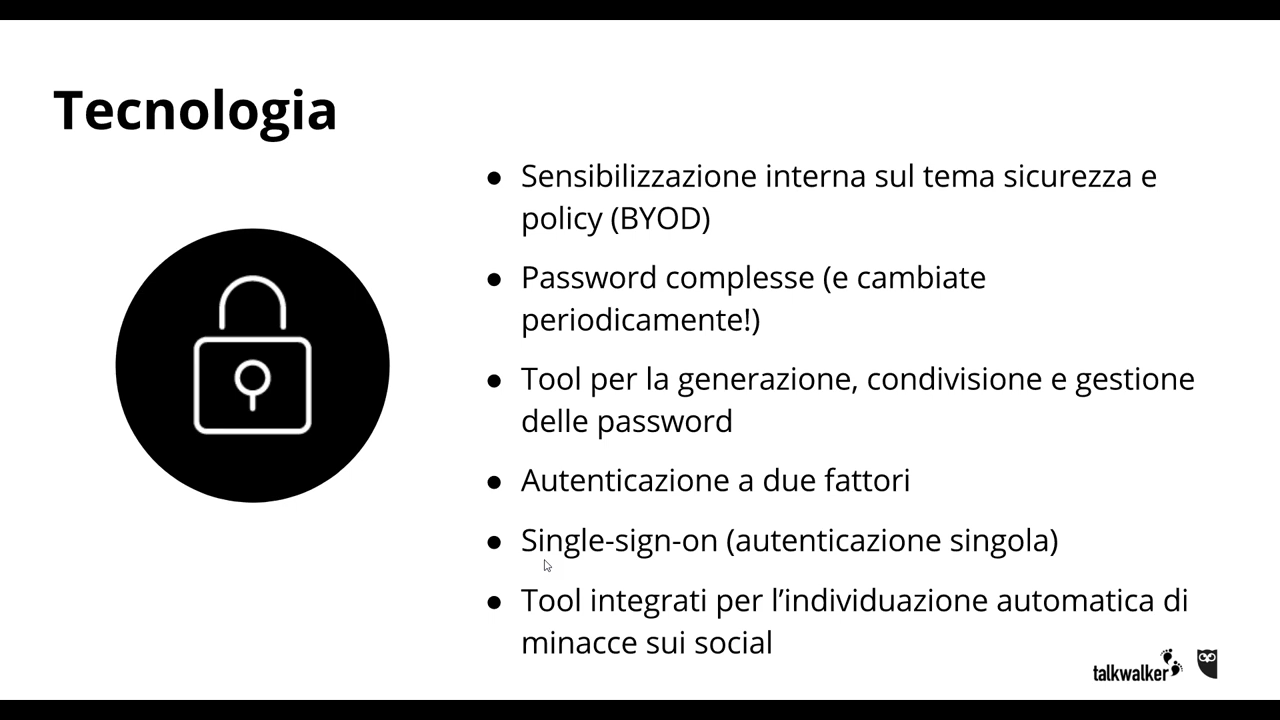 Tecnologia
● Sensibilizzazione interna sul tema sicurezza e
policy (BYOD)
● Password complesse (e cambiate
periodicamente!)
● Tool per la generazione, condivisione e gestione
delle password
● Autenticazione a due fattori
● Single-sign-on (autenticazione singola)
● Tool integrati per l’individuazione automatica di
minacce sui social
talkwalker